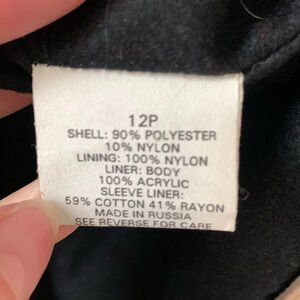 12P
SHELL: 90% POLYESTER
10% NYLON
LINING: 100% NYLON
LINER: BODY
100% ACRYLIC
SLEEVE LINER:
59% COTTON 41% RAYON
MADE IN RUSSIA
SEE REVERSE FOR CARE